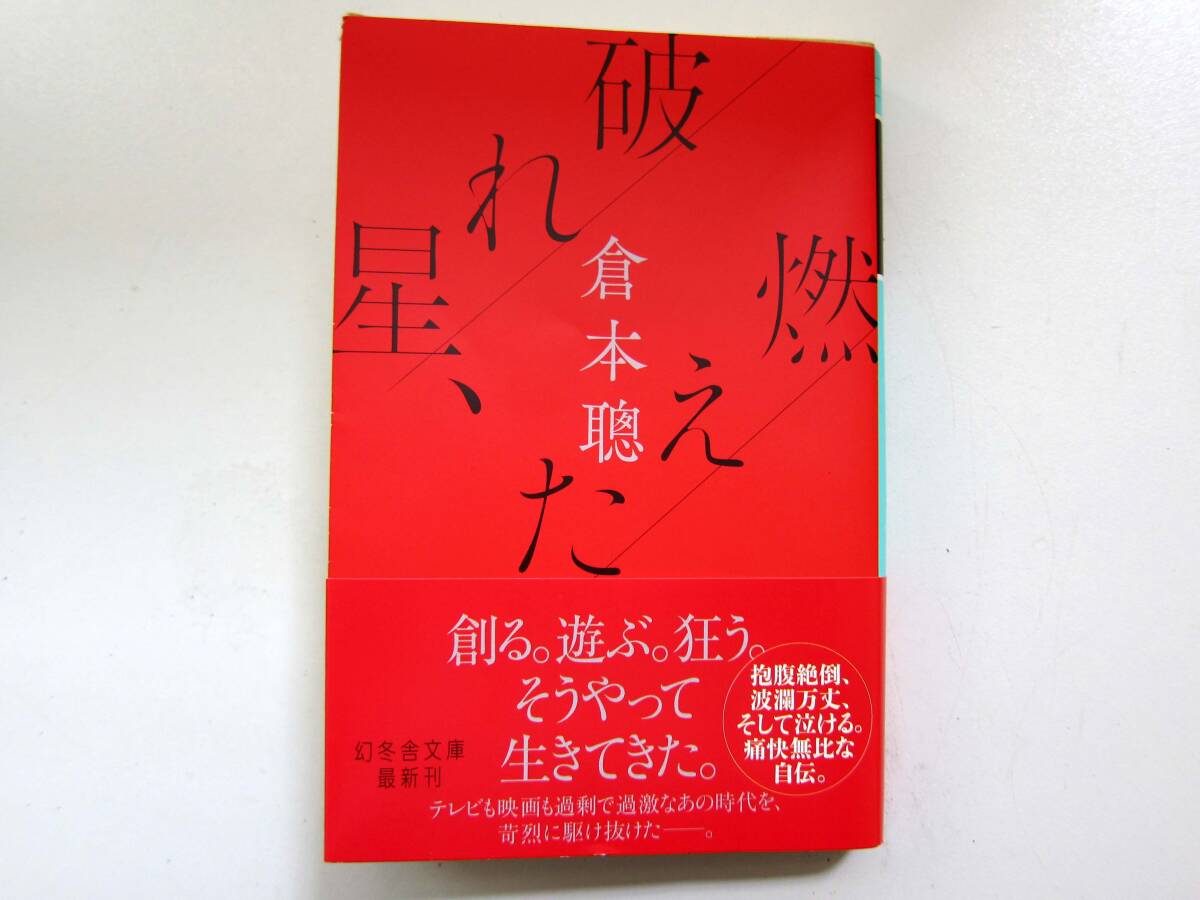 破れ星、
燃えた
倉本聰
創る。遊ぶ。狂う。
そうやって
生きてきた。
抱腹絶倒、
波瀾万丈、
そして泣ける。
痛快無比な
自伝。
幻冬舎文庫
最新刊
テレビも映画も過剰で過激なあの時代を、
苛烈に駆け抜けた――。